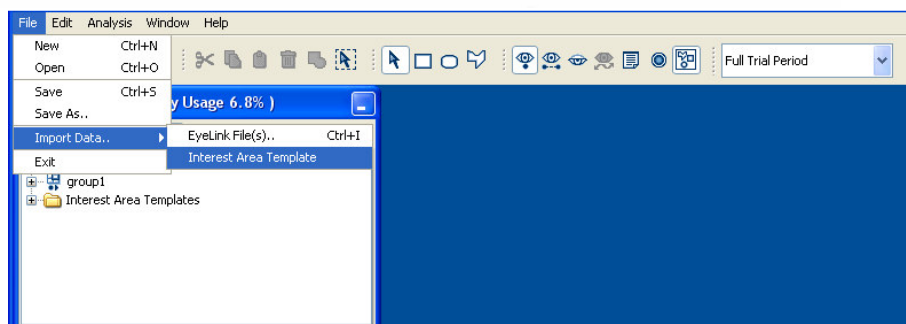 File Edit Analysis Window Help
New Ctrl+N
Open Ctrl+O
Save Ctrl+S
Save As..
Import Data..
Exit
EyeLink File(s).. Ctrl+I
Interest Area Template
Full Trial Period
y Usage 6.8% )
group1
Interest Area Templates